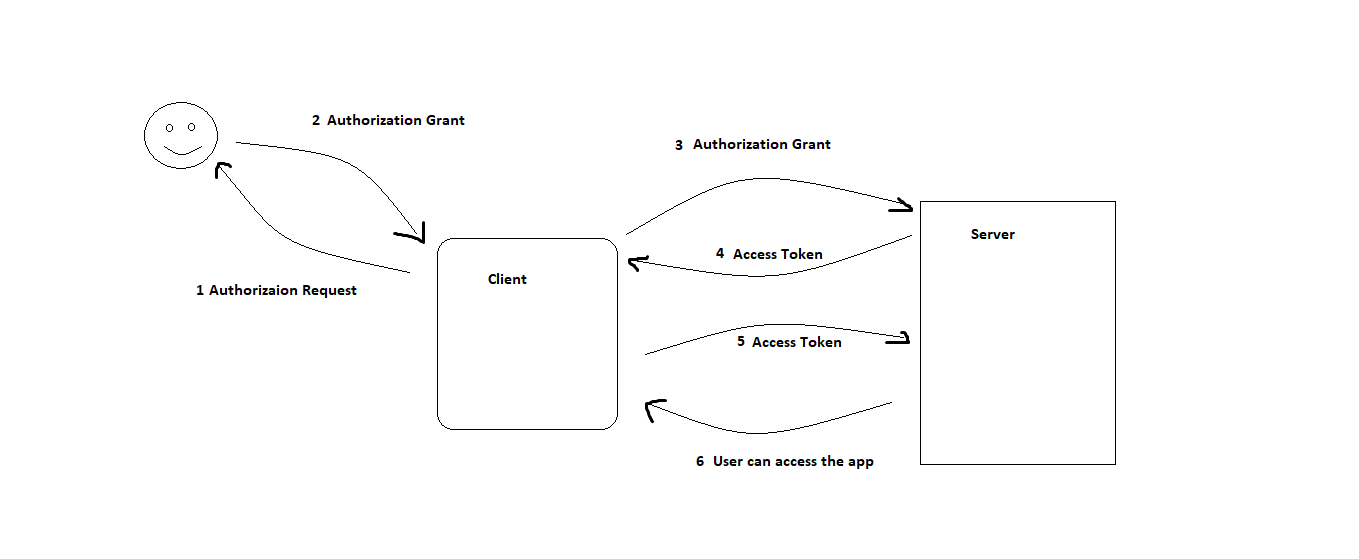 2 Authorization Grant
3 Authorization Grant
Server
4 Access Token
Client
1 Authorizaion Request
5 Access Token
6 User can access the app